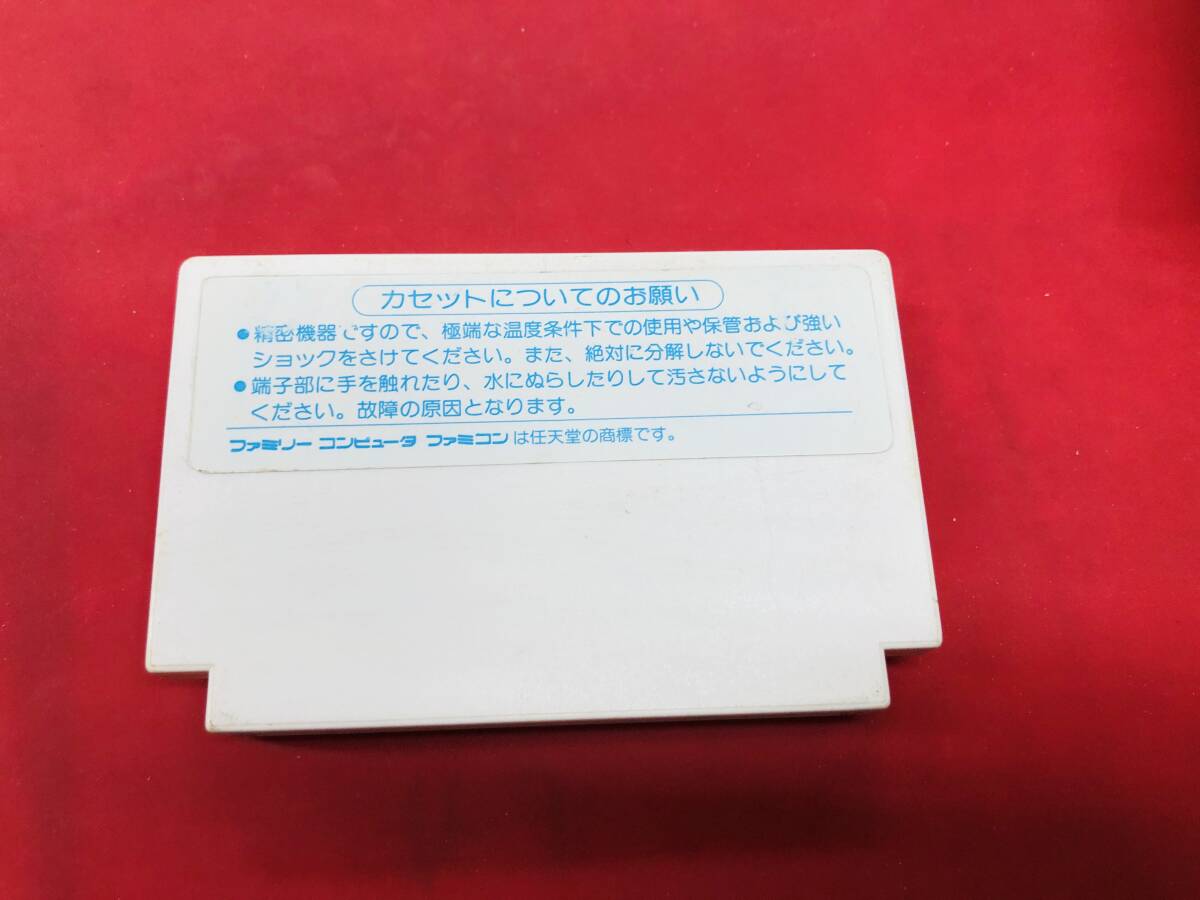 カセットについてのお願い
●精密機器ですので、極端な温度条件下での使用や保管および強い
ショックをさけてください。また、絶対に分解しないでください。
●端子部に手を触れたり、水にぬらしたりして汚さないようにして
ください。故障の原因となります。
ファミリー コンピュータ ファミコン は任天堂の商標です。